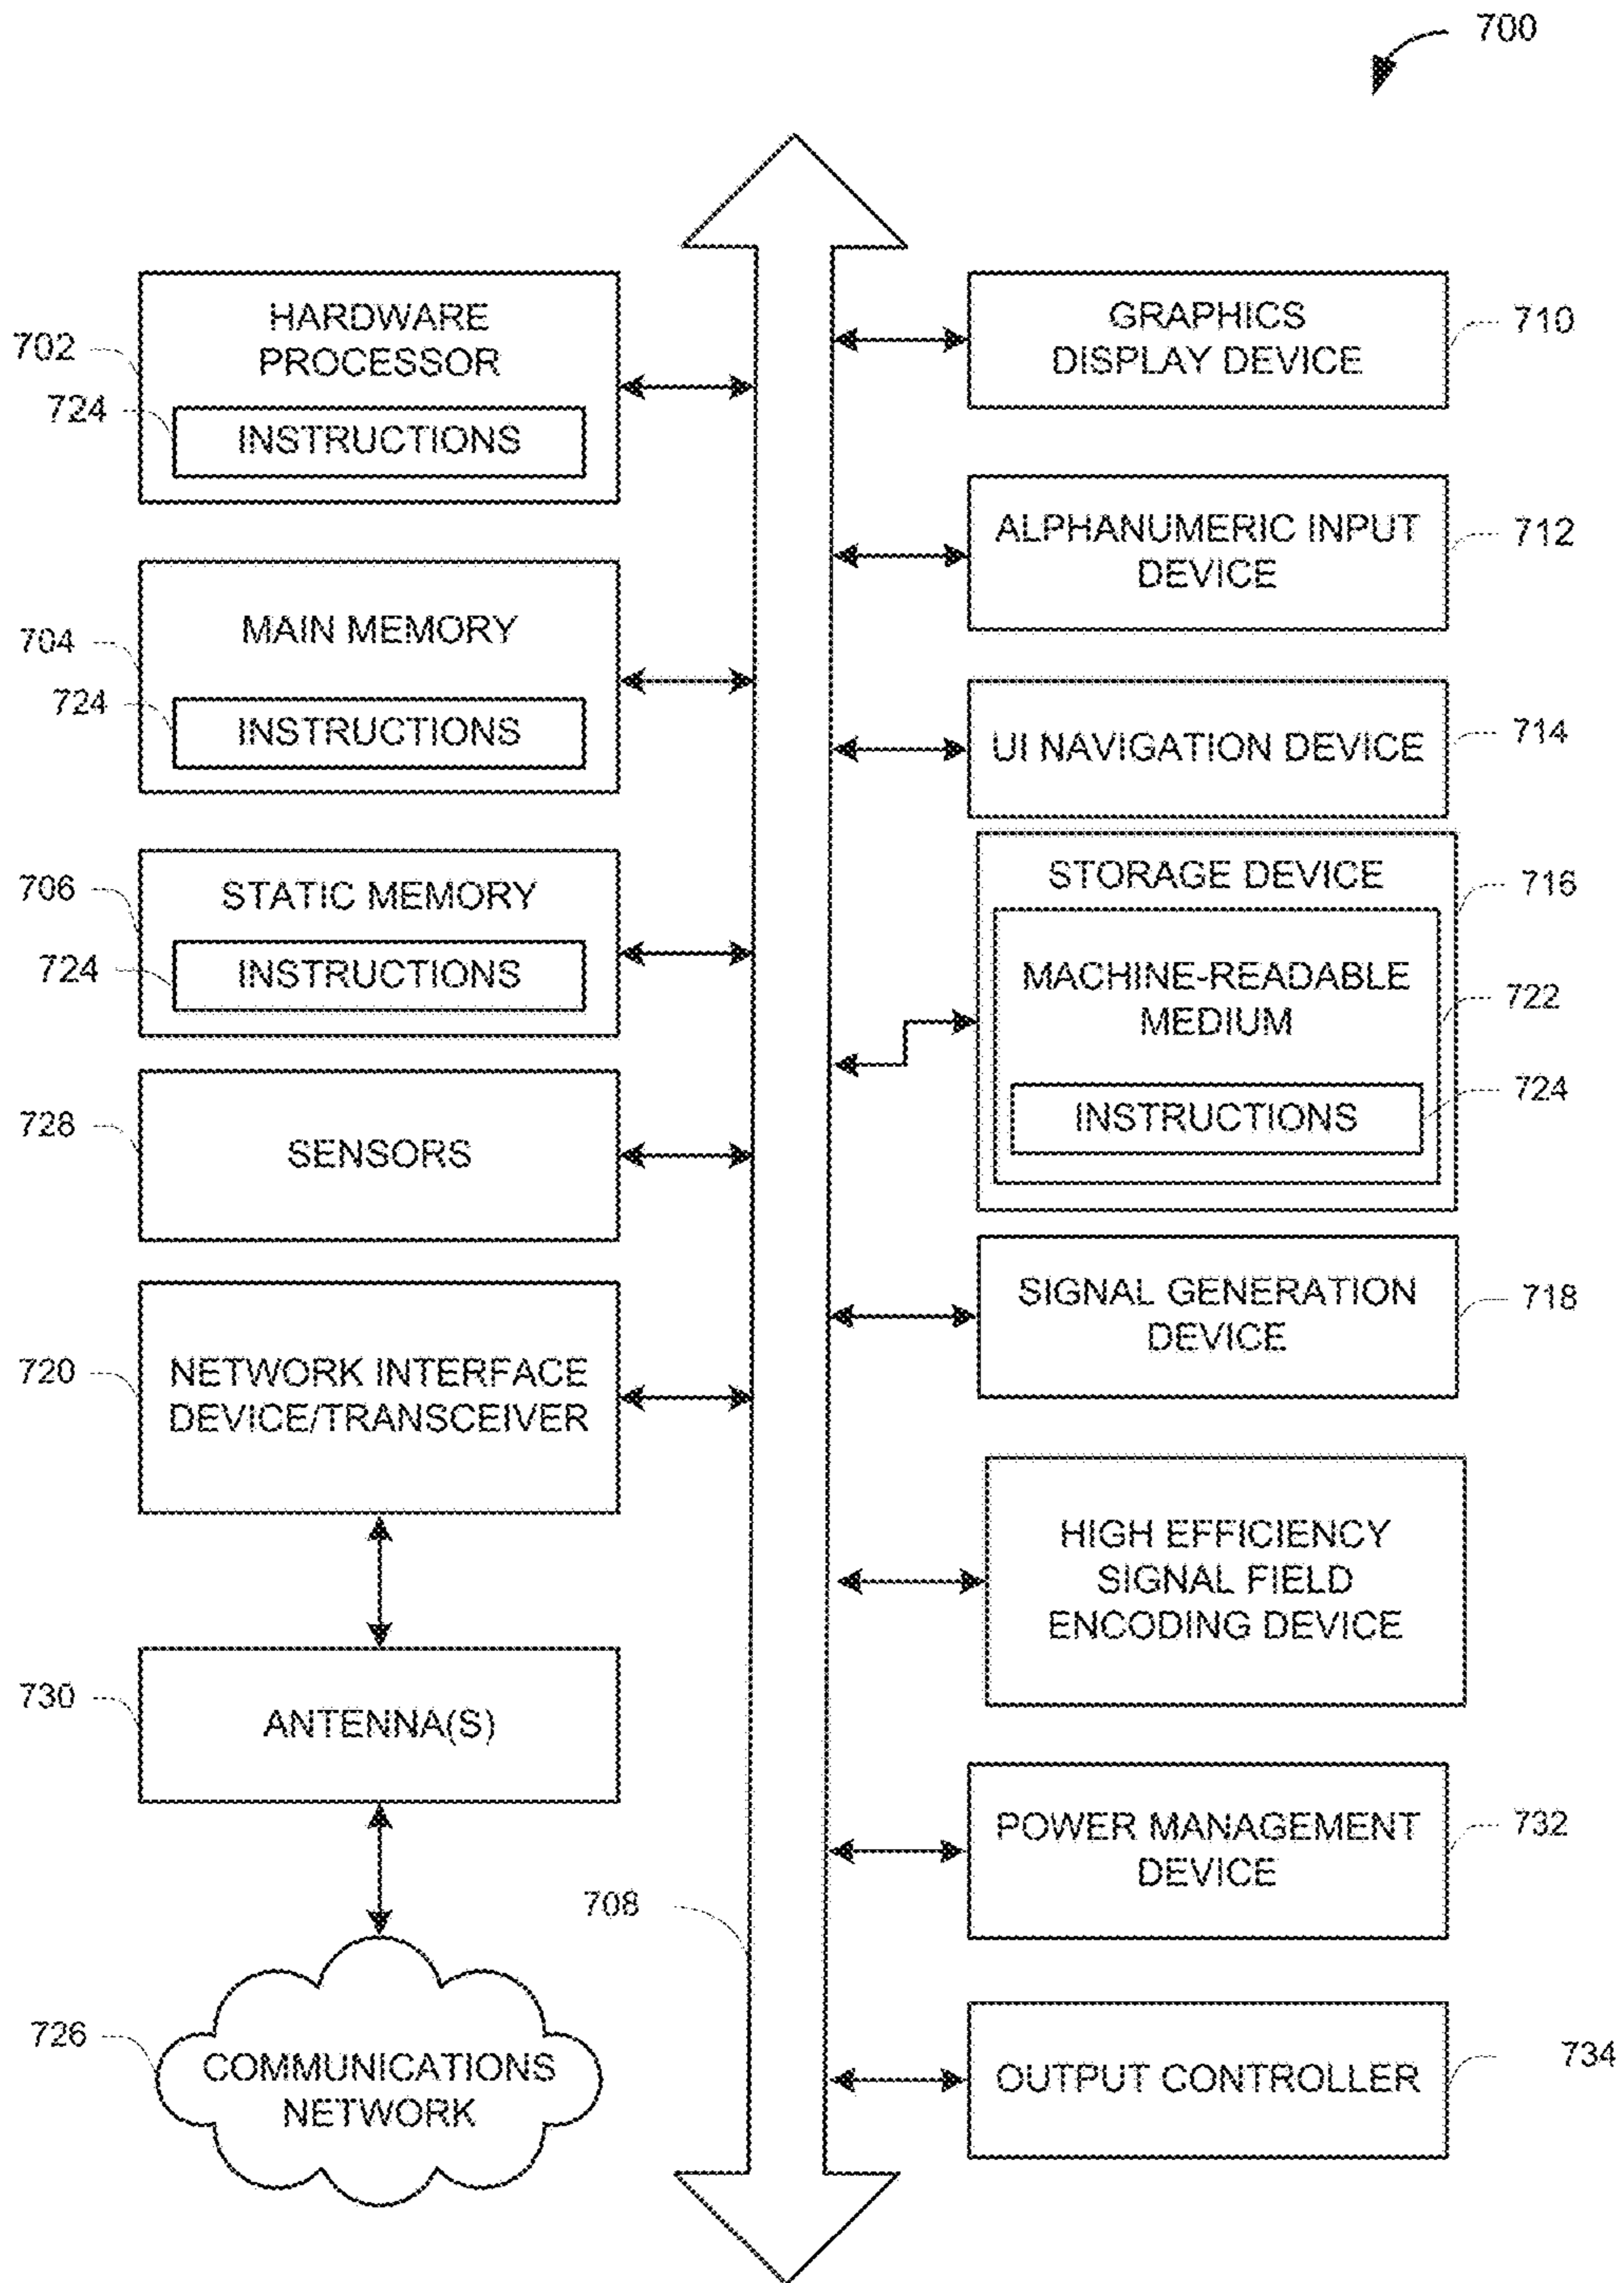 700
HARDWARE
PROCESSOR
702
724
INSTRUCTIONS
MAIN MEMORY
704
724
INSTRUCTIONS
STATIC MEMORY
706
724
INSTRUCTIONS
728
SENSORS
720
NETWORK INTERFACE
DEVICE/TRANSCEIVER
730
ANTENNA(S)
708
726
COMMUNICATIONS
NETWORK
GRAPHICS
DISPLAY DEVICE
710
ALPHANUMERIC INPUT
DEVICE
712
UI NAVIGATION DEVICE
714
STORAGE DEVICE
716
MACHINE-READABLE
MEDIUM
722
INSTRUCTIONS
724
SIGNAL GENERATION
DEVICE
718
HIGH EFFICIENCY
SIGNAL FIELD
ENCODING DEVICE
POWER MANAGEMENT
DEVICE
732
OUTPUT CONTROLLER
734